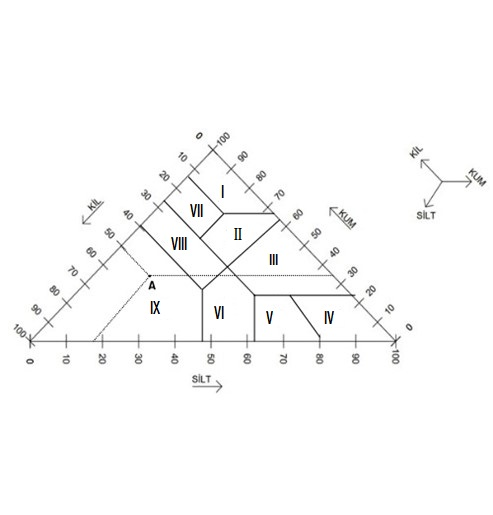 0 100
10 90
20 80
30 70
40 60
50 50
60 40
70 30
80 20
90 10
100 0
KİL
KUM
KİL
KUM
SİLT
I
VII
II
VIII
III
A
IX
VI
V
IV
0 10 20 30 40 50 60 70 80 90 100
SİLT